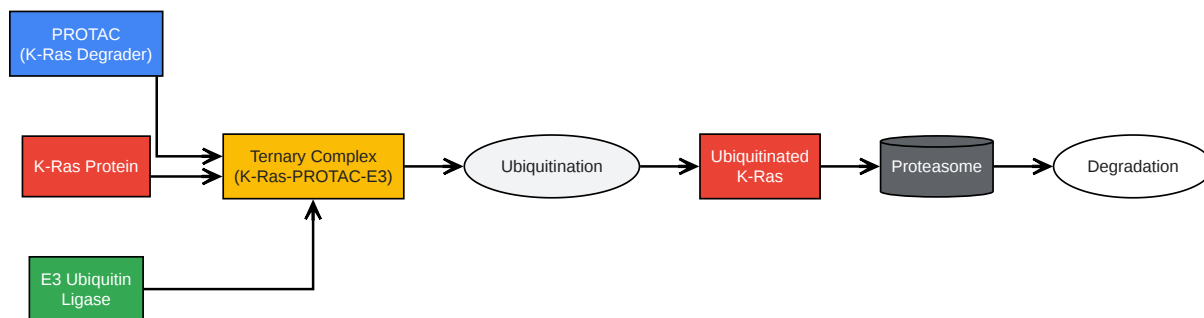 PROTAC
(K-Ras Degrader)
K-Ras Protein
E3 Ubiquitin
Ligase
Ternary Complex
(K-Ras-PROTAC-E3)
Ubiquitination
Ubiquitinated
K-Ras
Proteasome
Degradation